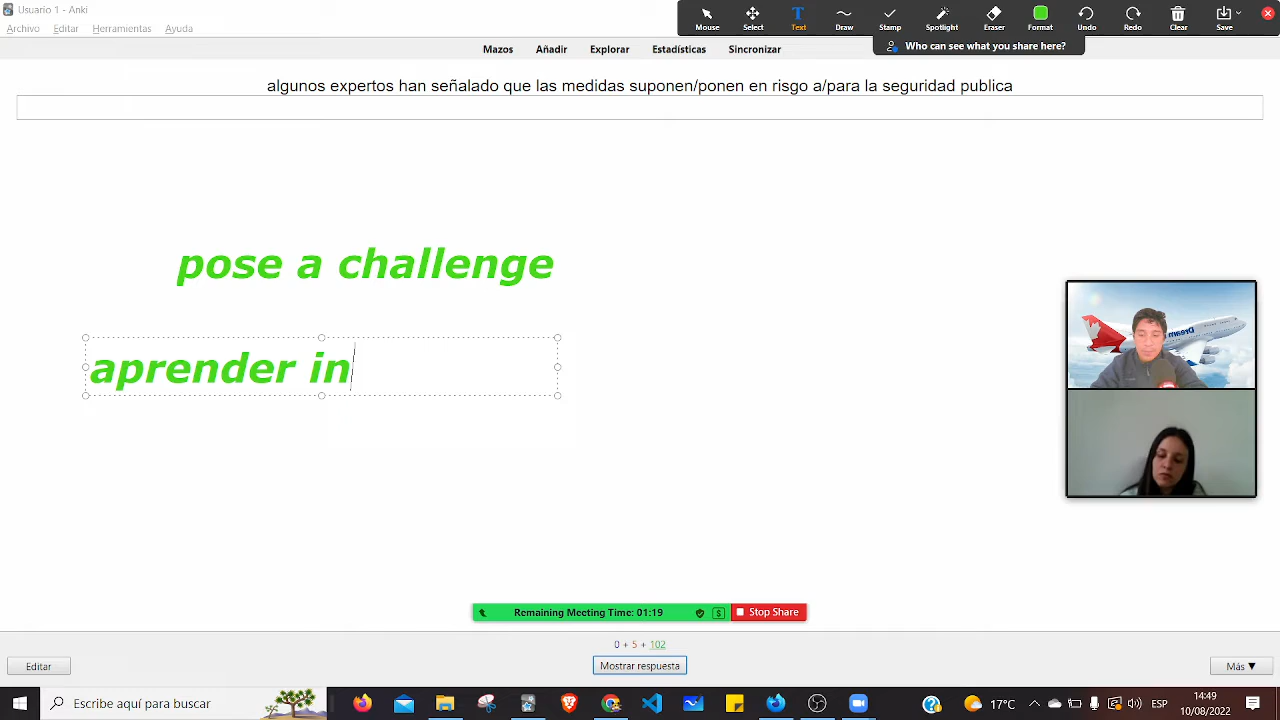 Usuario 1 - Anki
Archivo Editar Herramientas Ayuda
Mouse Select Text Draw Stamp Spotlight Eraser Format Undo Redo Clear Save
Who can see what you share here?
Mazos Añadir Explorar Estadísticas Sincronizar
algunos expertos han señalado que las medidas suponen/ponen en risgo a/para la seguridad publica
pose a challenge
aprender in
Dream
Remaining Meeting Time: 01:19 Stop Share
0 + 5 + 102
Editar Mostrar respuesta Más ▼
Escribe aquí para buscar
17°C ESP 14:49
10/08/2022